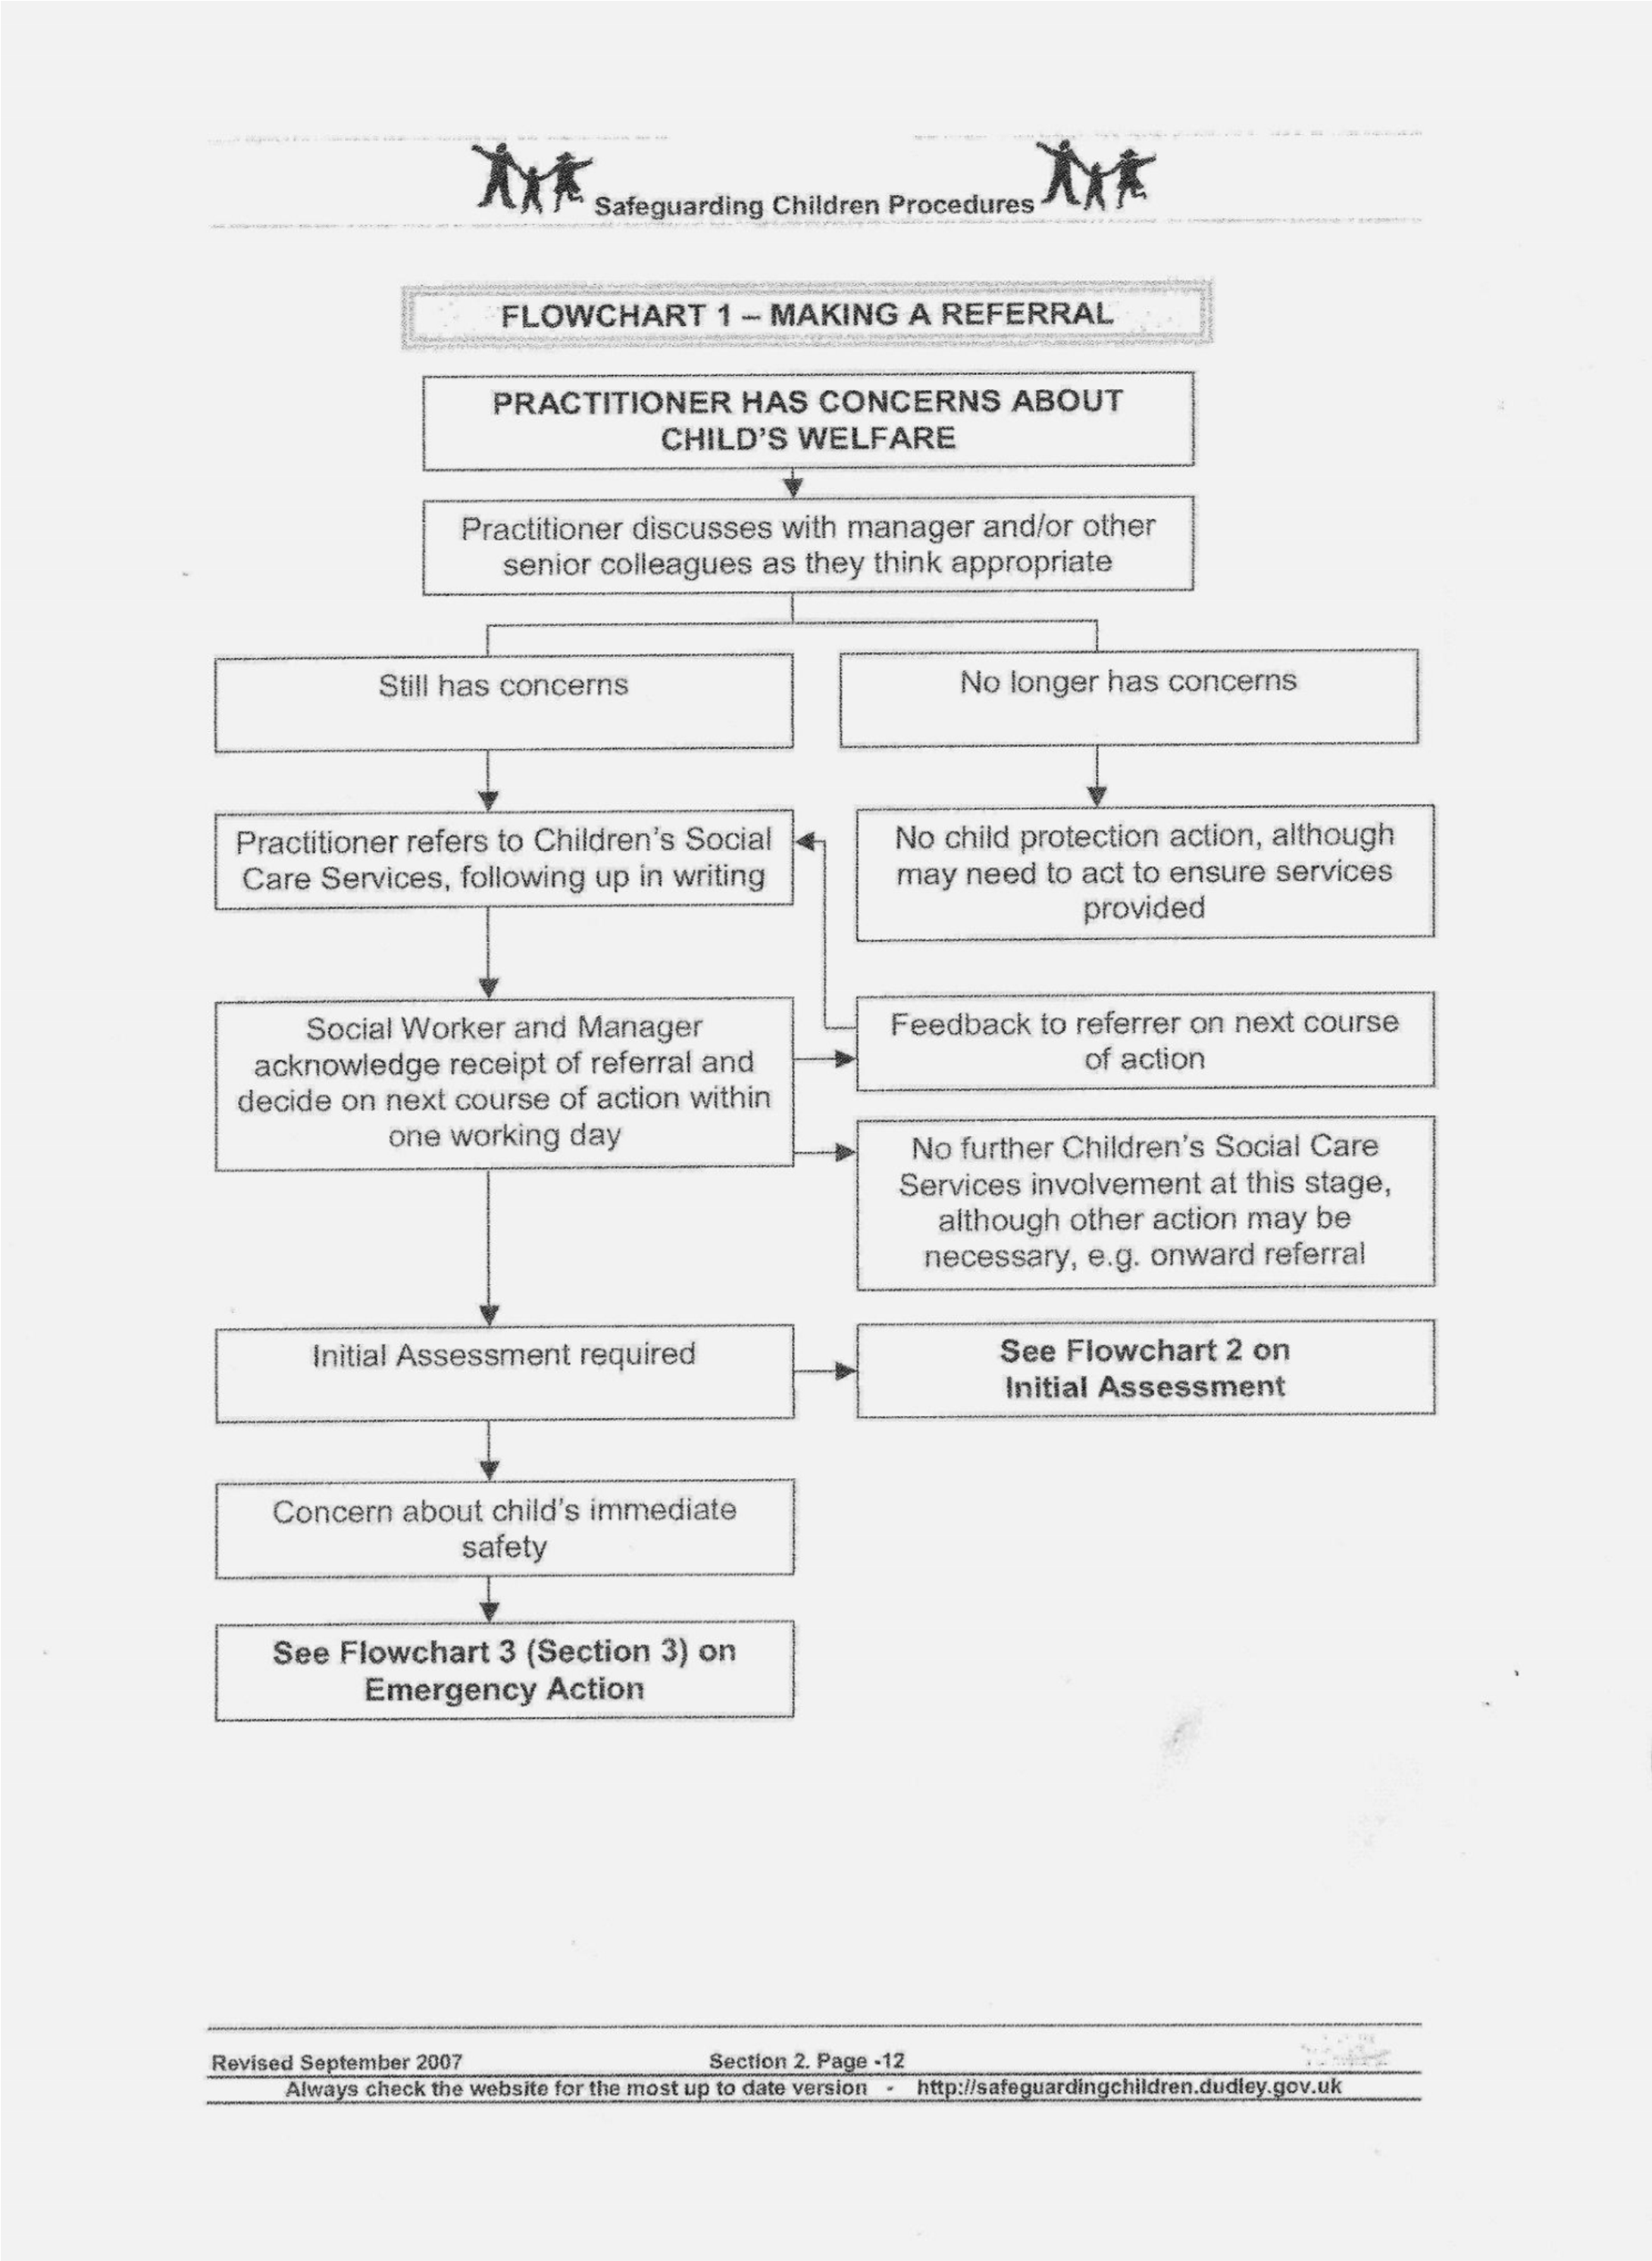 Safeguarding Children Procedures
FLOWCHART 1 – MAKING A REFERRAL
PRACTITIONER HAS CONCERNS ABOUT
CHILD'S WELFARE
Practitioner discusses with manager and/or other
senior colleagues as they think appropriate
Still has concerns
No longer has concerns
Practitioner refers to Children's Social
Care Services, following up in writing
No child protection action, although
may need to act to ensure services
provided
Social Worker and Manager
acknowledge receipt of referral and
decide on next course of action within
one working day
Feedback to referrer on next course
of action
No further Children's Social Care
Services involvement at this stage,
although other action may be
necessary, e.g. onward referral
Initial Assessment required
See Flowchart 2 on
Initial Assessment
Concern about child's immediate
safety
See Flowchart 3 (Section 3) on
Emergency Action
Revised September 2007 Section 2. Page -12
Always check the website for the most up to date version - http://safeguardingchildren.dudley.gov.uk